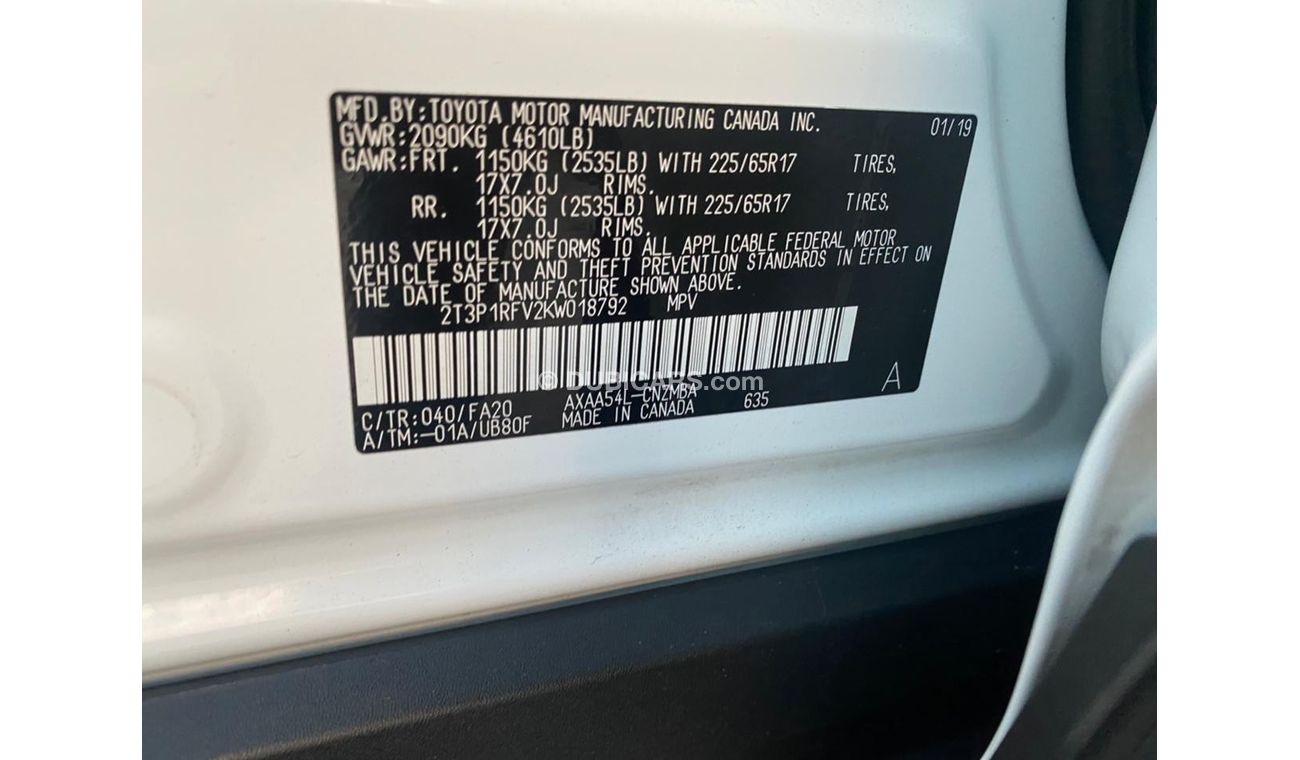 MFD.BY:TOYOTA MOTOR MANUFACTURING CANADA INC. 01/19
GVWR:2090KG (4610LB)
GAWR:FRT. 1150KG (2535LB) WITH 225/65R17 TIRES,
17X7.0J RIMS.
RR. 1150KG (2535LB) WITH 225/65R17 TIRES,
17X7.0J RIMS.
THIS VEHICLE CONFORMS TO ALL APPLICABLE FEDERAL MOTOR
VEHICLE SAFETY AND THEFT PREVENTION STANDARDS IN EFFECT ON
THE DATE OF MANUFACTURE SHOWN ABOVE.
2T3P1RFV2KW018792 MPV
© DUBICARS.com
C/TR:040/FA20 AXAA54L-CNZMBA 635 A
A/TM:-01A/UB80F MADE IN CANADA